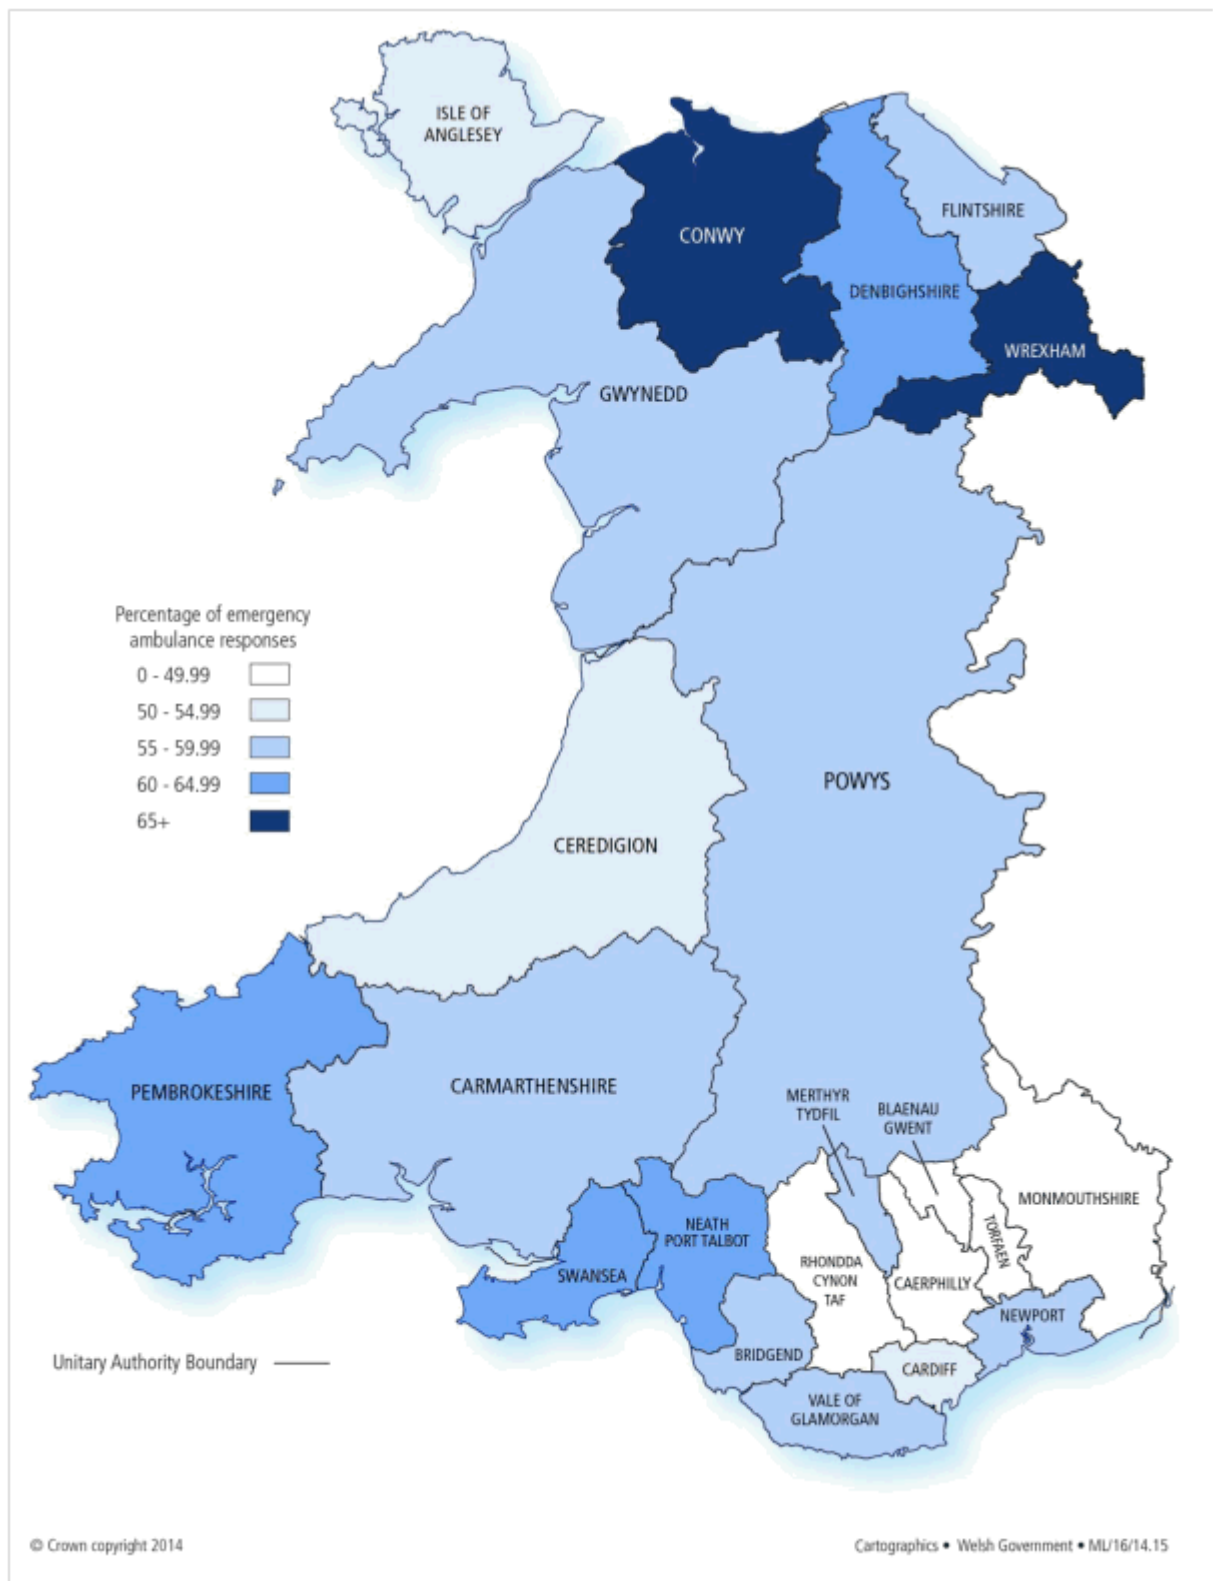 ISLE OF
ANGLESEY
FLINTSHIRE
CONWY
DENBIGHSHIRE
WREXHAM
GWYNEDD
Percentage of emergency
ambulance responses
0 - 49.99
50 - 54.99
55 - 59.99
60 - 64.99
65+
POWYS
CEREDIGION
PEMBROKESHIRE
CARMARTHENSHIRE
MERTHYR
TYDFIL
BLAENAU
GWENT
MONMOUTHSHIRE
TORFAEN
NEATH
PORT TALBOT
SWANSEA
RHONDDA
CYNON
TAF
CAERPHILLY
NEWPORT
BRIDGEND
CARDIFF
VALE OF
GLAMORGAN
Unitary Authority Boundary
© Crown copyright 2014
Cartographics • Welsh Government • ML/16/14.15